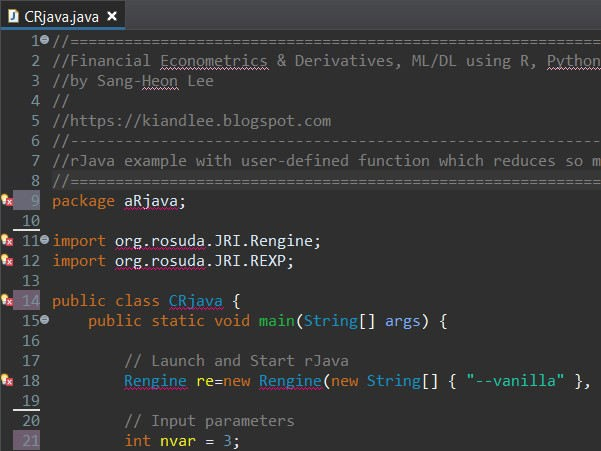 CRjava.java
1 //=============================================================
2 //Financial Econometrics & Derivatives, ML/DL using R, Python
3 //by Sang-Heon Lee
4 //
5 //https://kiandlee.blogspot.com
6 //-------------------------------------------------------------
7 //rJava example with user-defined function which reduces so m
8 //=============================================================
9 package aRjava;
10
11 import org.rosuda.JRI.Rengine;
12 import org.rosuda.JRI.REXP;
13
14 public class CRjava {
15 public static void main(String[] args) {
16
17 // Launch and Start rJava
18 Rengine re=new Rengine(new String[] { "--vanilla" },
19
20 // Input parameters
21 int nvar = 3;